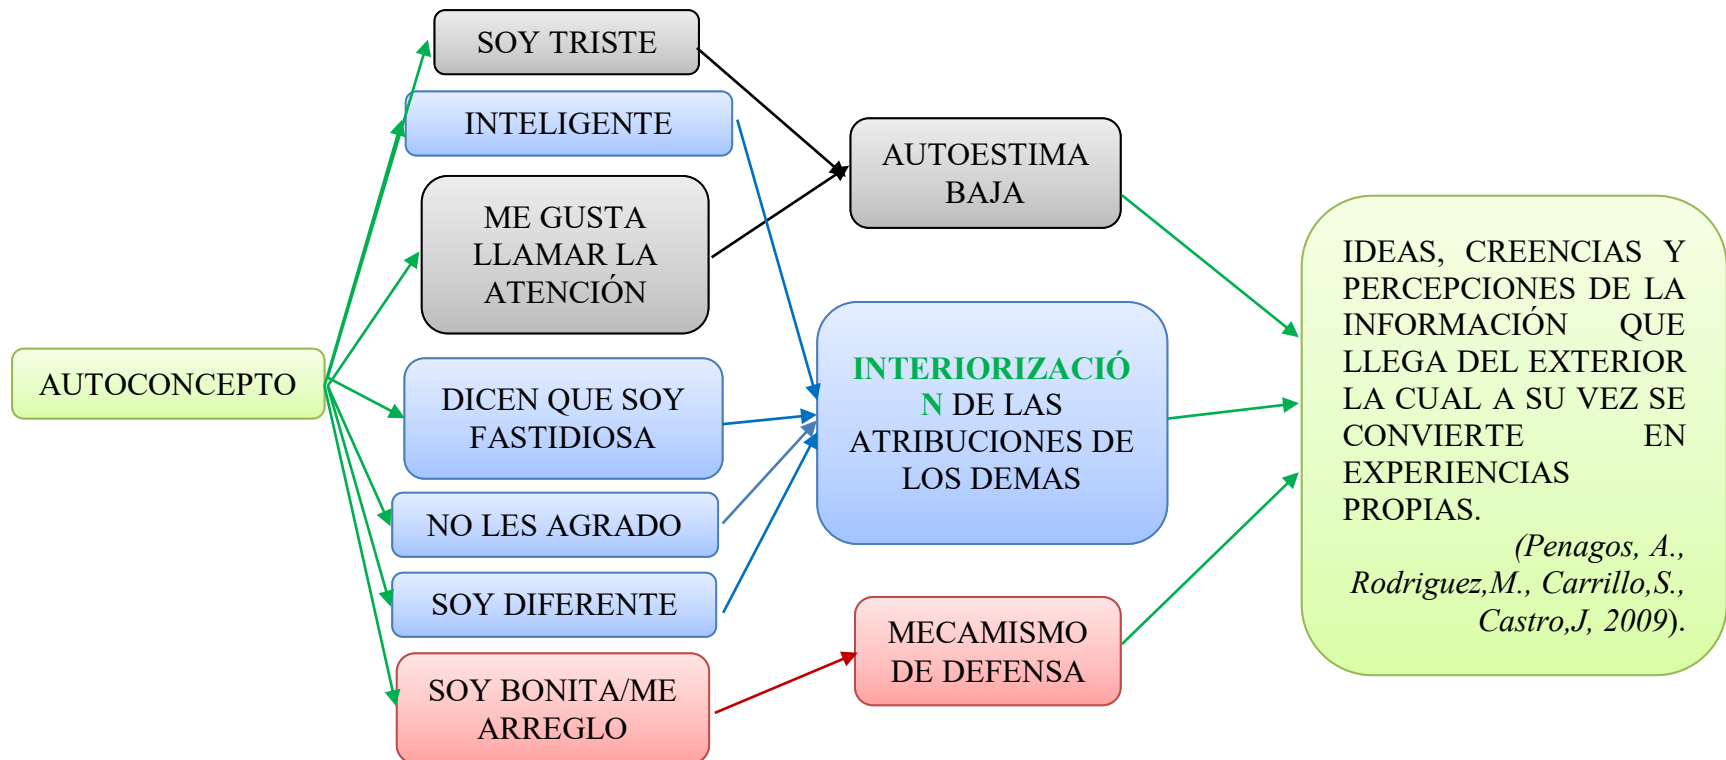 AUTOCONCEPTO
SOY TRISTE
INTELIGENTE
ME GUSTA
LLAMAR LA
ATENCIÓN
DICEN QUE SOY
FASTIDIOSA
NO LES AGRADO
SOY DIFERENTE
SOY BONITA/ME
ARREGLO
AUTOESTIMA
BAJA
INTERIORIZACIÓ
N DE LAS
ATRIBUCIONES DE
LOS DEMAS
MECAMISMO
DE DEFENSA
IDEAS, CREENCIAS Y
PERCEPCIONES DE LA
INFORMACIÓN QUE
LLEGA DEL EXTERIOR
LA CUAL A SU VEZ SE
CONVIERTE EN
EXPERIENCIAS
PROPIAS.
(Penagos, A.,
Rodriguez,M., Carrillo,S.,
Castro,J, 2009).